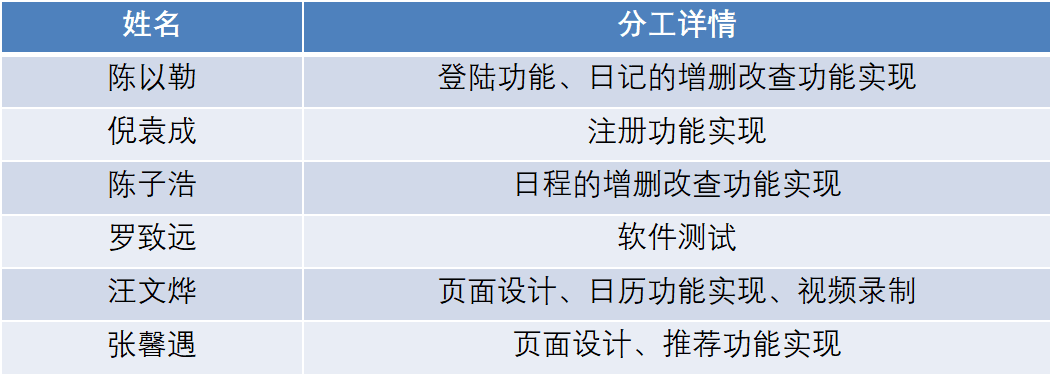 姓名 分工详情
陈以勒 登陆功能、日记的增删改查功能实现
倪袁成 注册功能实现
陈子浩 日程的增删改查功能实现
罗致远 软件测试
汪文烨 页面设计、日历功能实现、视频录制
张馨遇 页面设计、推荐功能实现